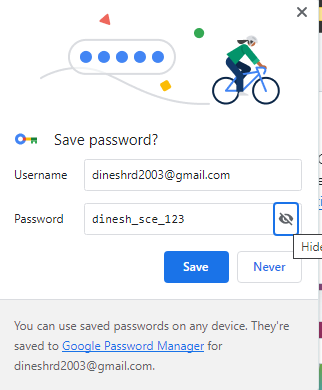 Save password?
Username dineshrd2003@gmail.com
Password dinesh_sce_123
Hide
Save Never
You can use saved passwords on any device. They're
saved to Google Password Manager for
dineshrd2003@gmail.com.